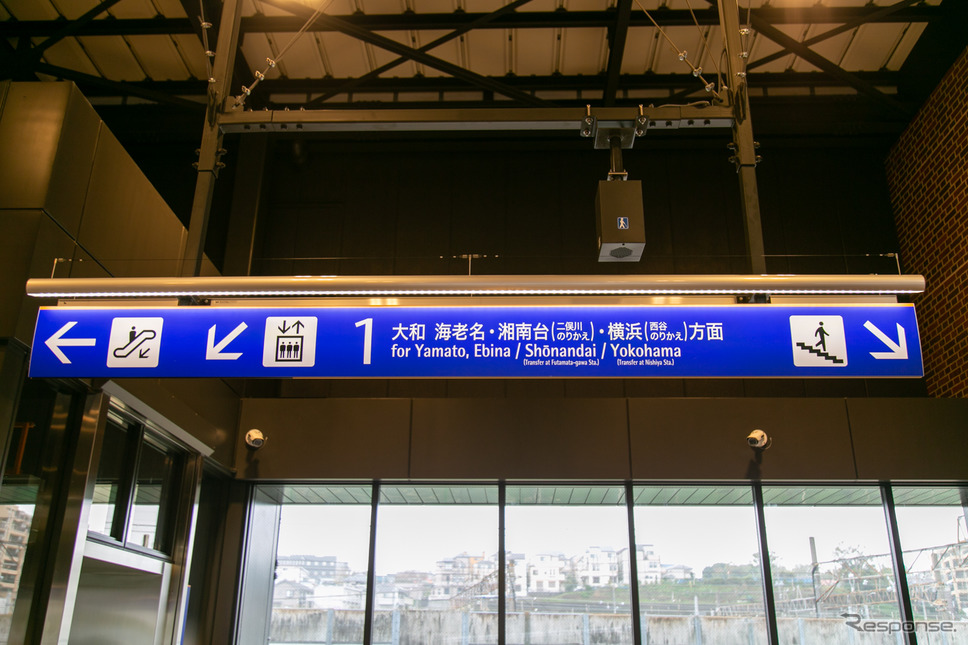 1
大和 海老名・湘南台(二俣川のりかえ)・横浜(西谷のりかえ)方面
for Yamato, Ebina / Shōnandai / Yokohama
(Transfer at Futamata-gawa Sta.) (Transfer at Nishiya Sta.)
Response.